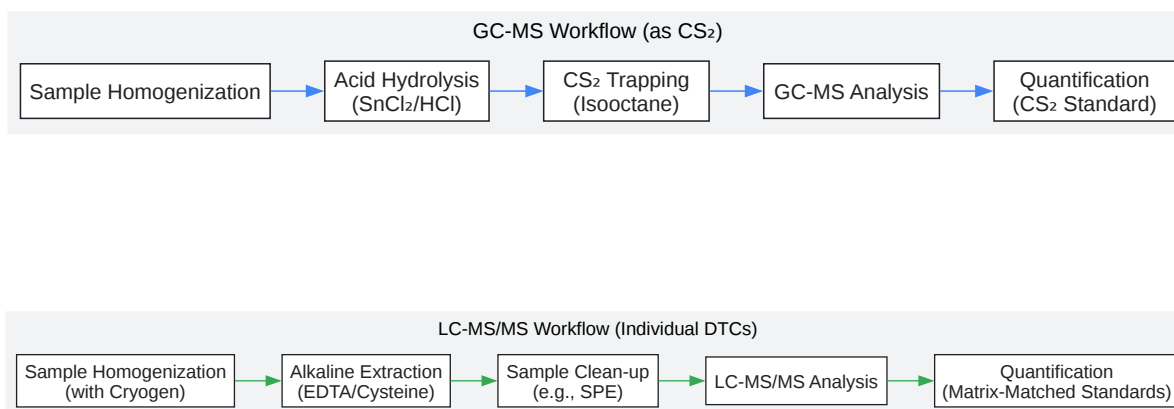 GC-MS Workflow (as CS₂)
Sample Homogenization
Acid Hydrolysis
(SnCl₂/HCl)
CS₂ Trapping
(Isooctane)
GC-MS Analysis
Quantification
(CS₂ Standard)
LC-MS/MS Workflow (Individual DTCs)
Sample Homogenization
(with Cryogen)
Alkaline Extraction
(EDTA/Cysteine)
Sample Clean-up
(e.g., SPE)
LC-MS/MS Analysis
Quantification
(Matrix-Matched Standards)